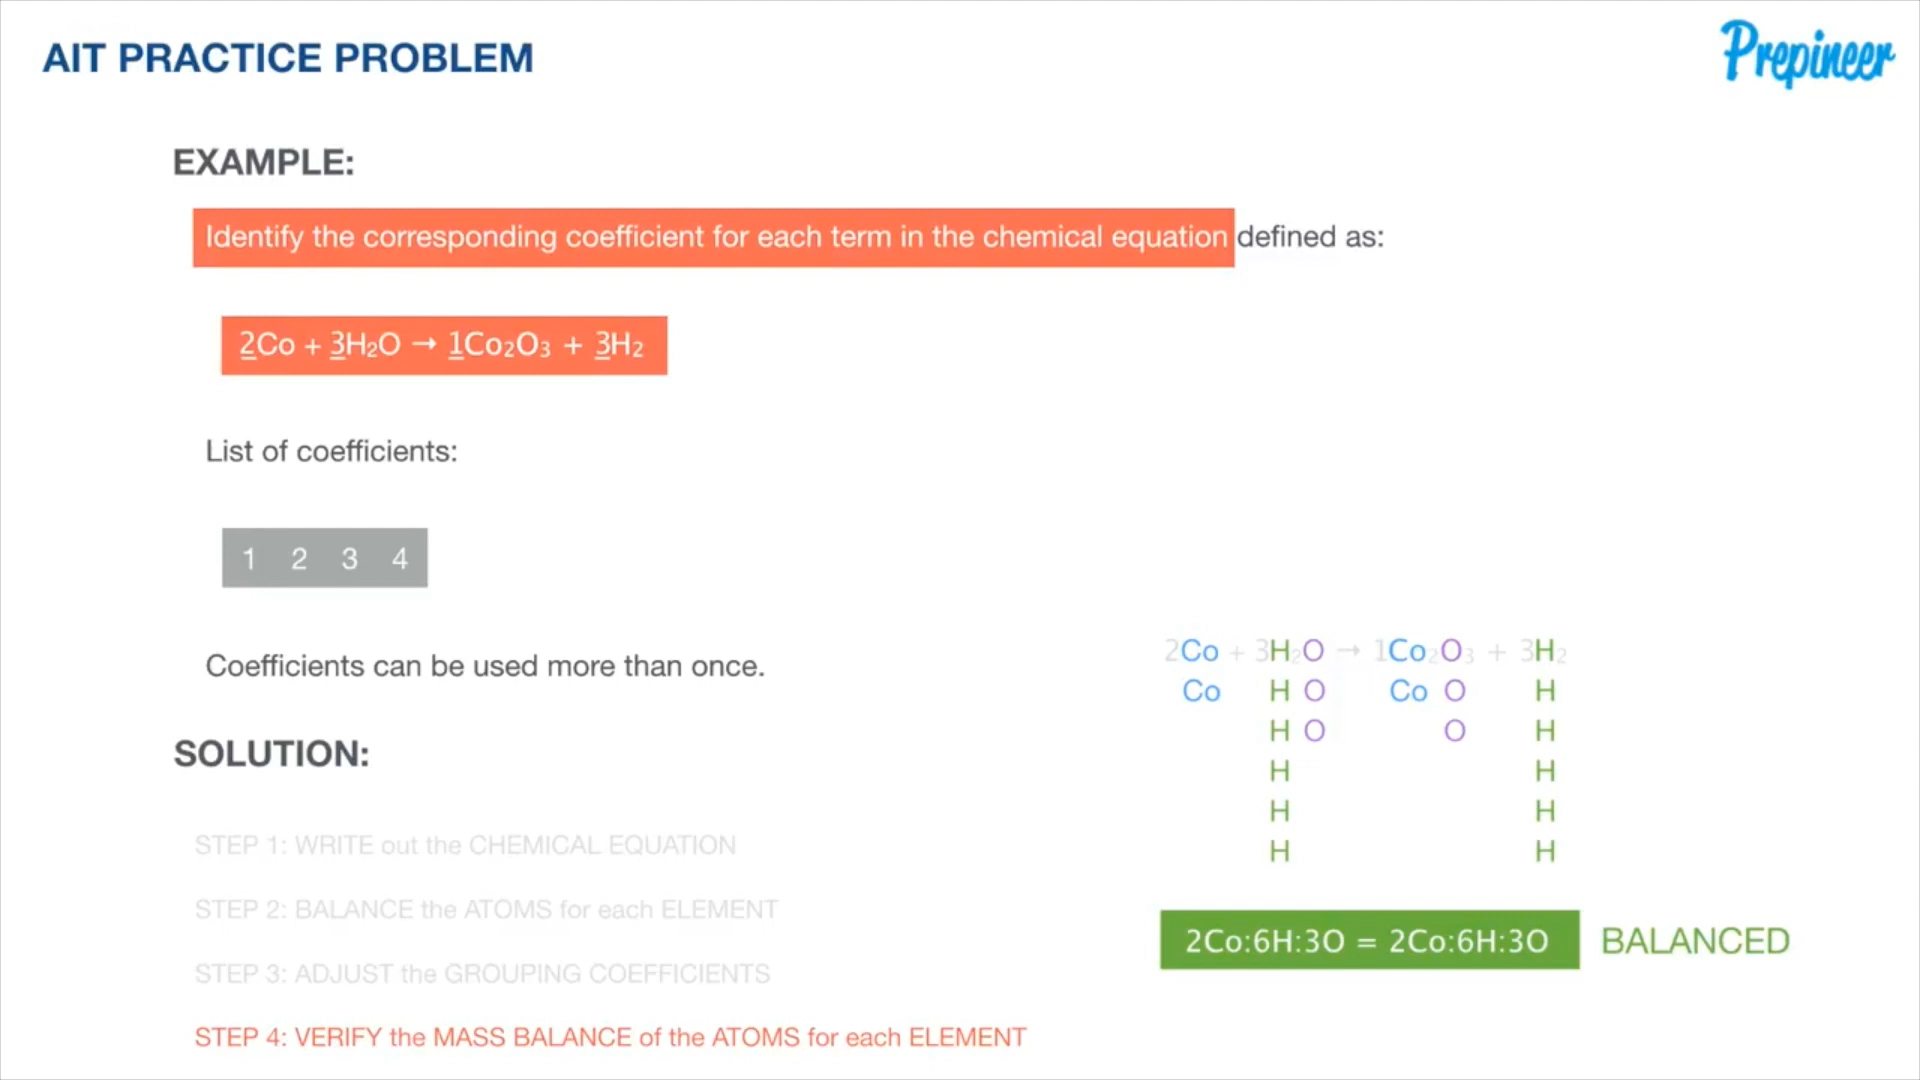 AIT PRACTICE PROBLEM
Prepineer
EXAMPLE:
Identify the corresponding coefficient for each term in the chemical equation defined as:
2Co + 3H₂O → 1Co₂O₃ + 3H₂
List of coefficients:
1 2 3 4
Coefficients can be used more than once.
SOLUTION:
STEP 1: WRITE out the CHEMICAL EQUATION
STEP 2: BALANCE the ATOMS for each ELEMENT
STEP 3: ADJUST the GROUPING COEFFICIENTS
STEP 4: VERIFY the MASS BALANCE of the ATOMS for each ELEMENT
2Co + 3H₂O → 1Co₂O₃ + 3H₂
Co H O Co O H
H O O H
H H
H H
H H
2Co:6H:3O = 2Co:6H:3O BALANCED